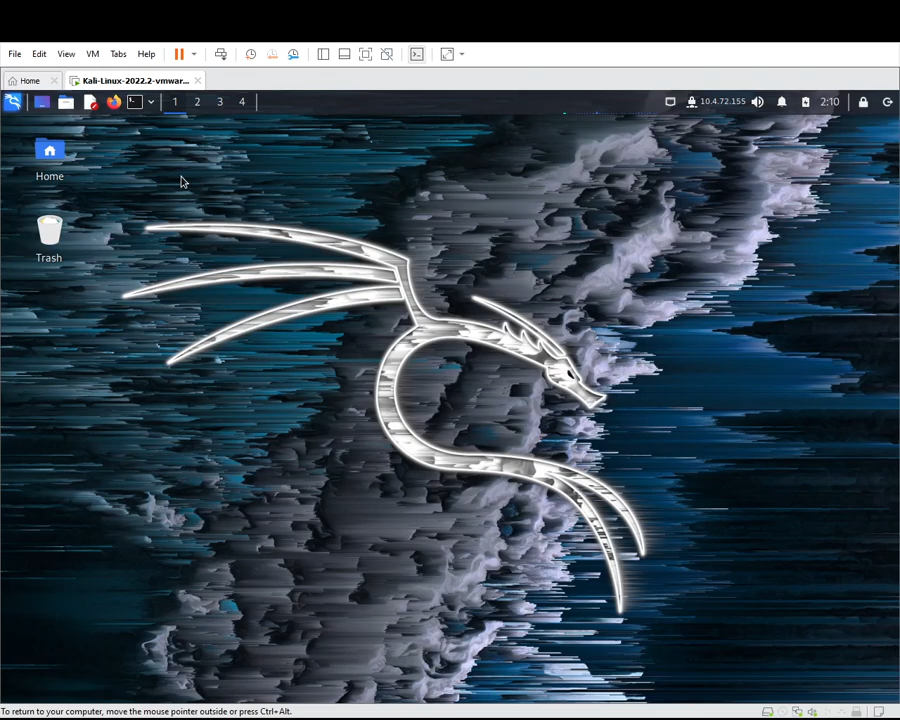 File Edit View VM Tabs Help
Home Kali-Linux-2022.2-vmwar...
1 2 3 4 10.4.72.155 2:10
Home
Trash
To return to your computer, move the mouse pointer outside or press Ctrl+Alt.